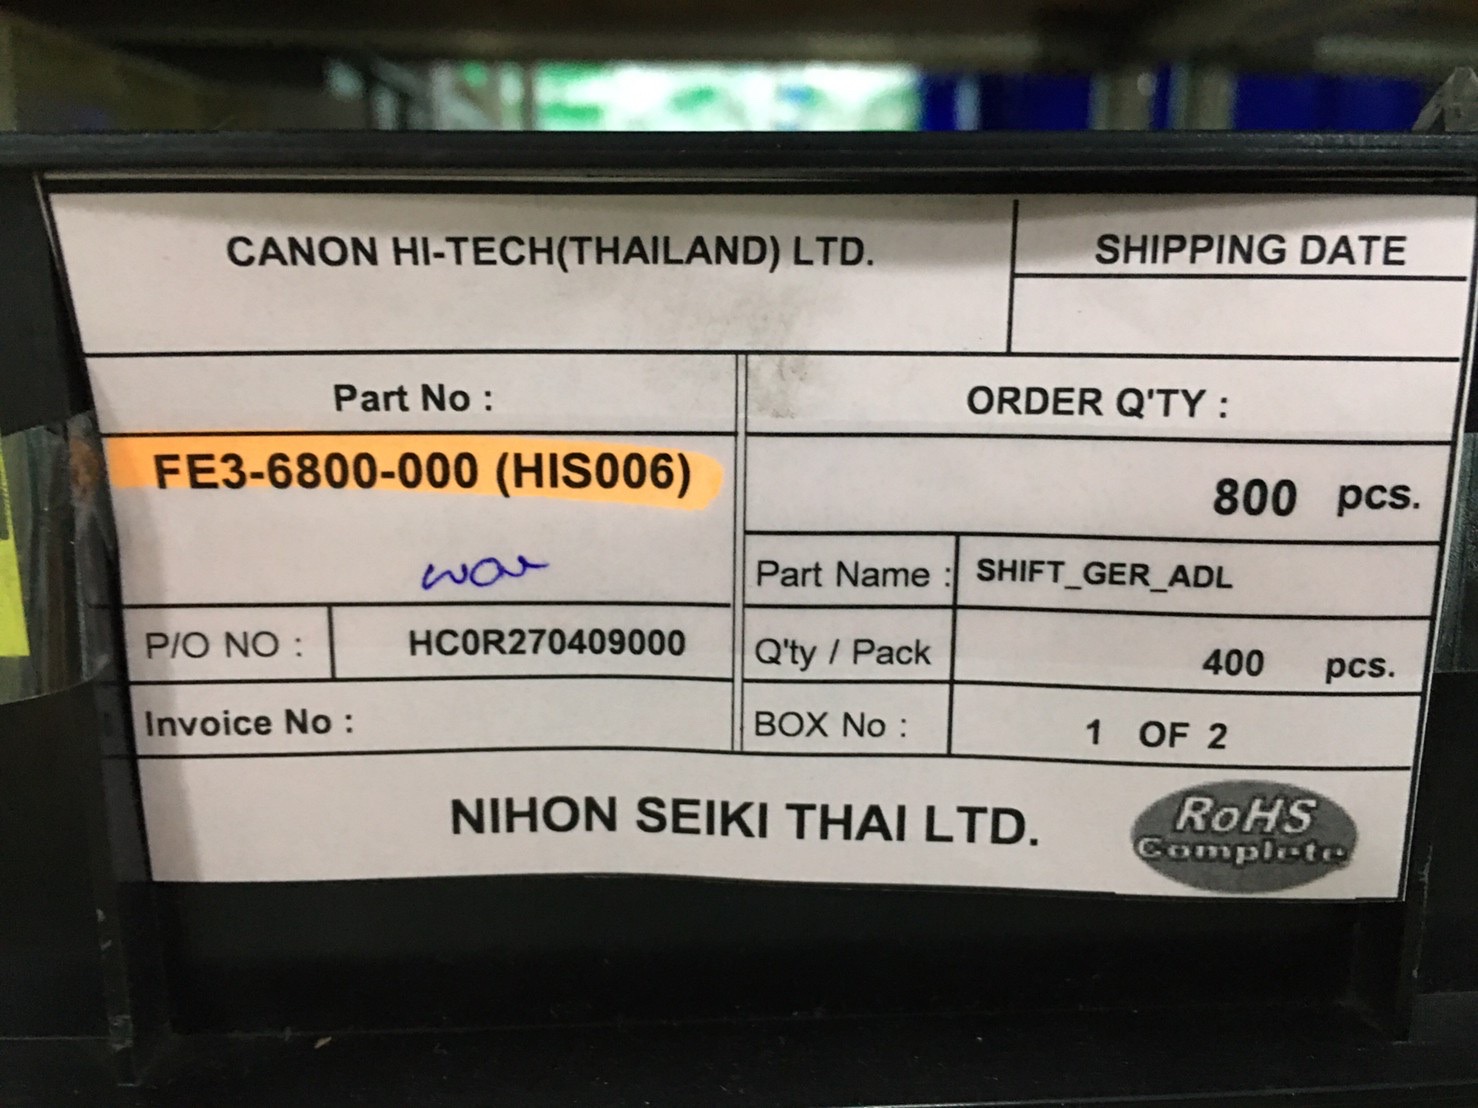 CANON HI-TECH(THAILAND) LTD.
SHIPPING DATE
Part No :
ORDER Q'TY :
FE3-6800-000 (HIS006)
800 pcs.
Part Name : SHIFT_GER_ADL
P/O NO : HC0R270409000
Q'ty / Pack 400 pcs.
Invoice No :
BOX No : 1 OF 2
NIHON SEIKI THAI LTD.
RoHS
Complete